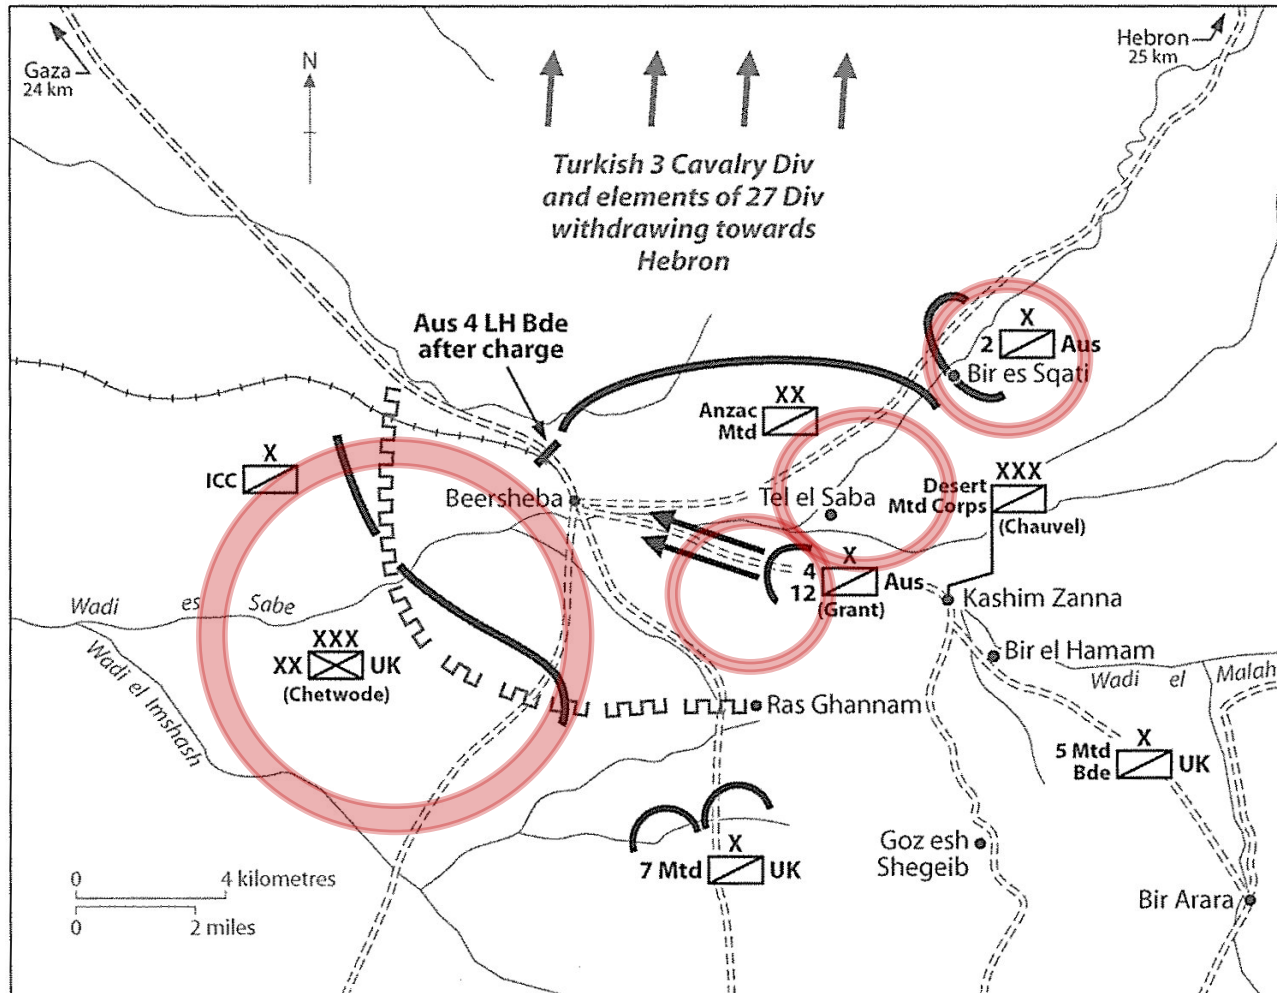 Gaza
24 km
N
Hebron
25 km
Turkish 3 Cavalry Div
and elements of 27 Div
withdrawing towards
Hebron
Aus 4 LH Bde
after charge
X
2 Aus
Bir es Sqati
XX
Anzac
Mtd
X
ICC
Beersheba
Tel el Saba
XXX
Desert
Mtd Corps
(Chauvel)
X
4 Aus
12
(Grant)
Kashim Zanna
Wadi es Sabe
XXX
XX UK
(Chetwode)
Wadi el Imshash
Bir el Hamam
Wadi el Malah
Ras Ghannam
X
5 Mtd
Bde UK
X
7 Mtd UK
Goz esh
Shegeib
Bir Arara
0 4 kilometres
0 2 miles